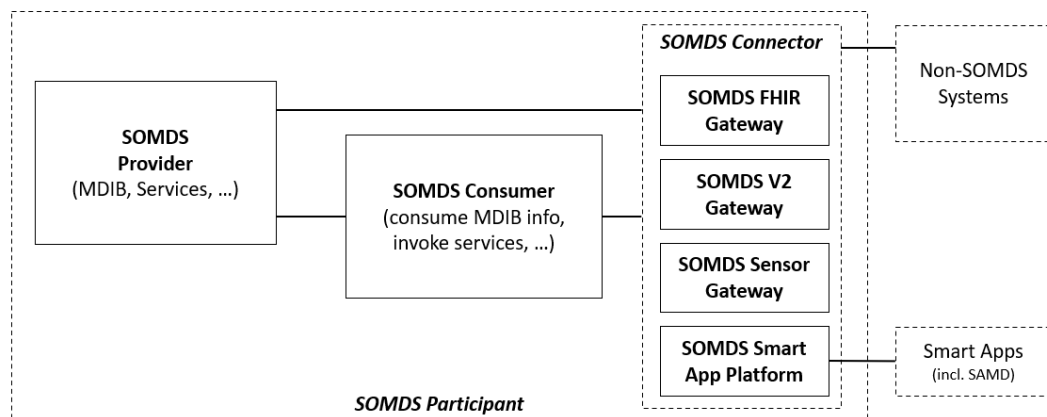 SOMDS Connector
SOMDS
Provider
(MDIB, Services, ...)
SOMDS Consumer
(consume MDIB info,
invoke services, ...)
SOMDS FHIR
Gateway
SOMDS V2
Gateway
SOMDS Sensor
Gateway
SOMDS Smart
App Platform
Non-SOMDS
Systems
Smart Apps
(incl. SAMD)
SOMDS Participant